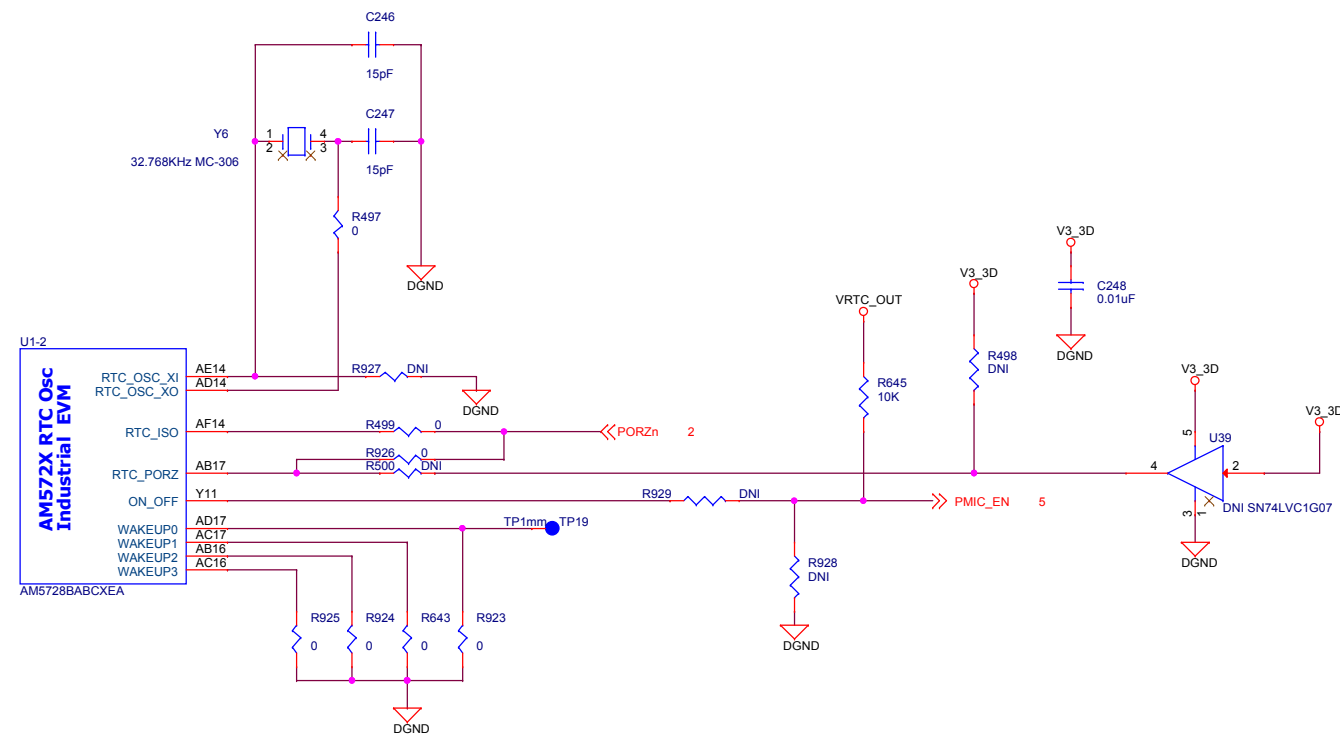 C246
15pF
C247
Y6
1
2
4
3
32.768KHz MC-306
15pF
R497
0
DGND
V3_3D
C248
0.01uF
DGND
V3_3D
VRTC_OUT
R498
DNI
R645
10K
U1-2
AM572X RTC Osc
Industrial EVM
RTC_OSC_XI
AE14
RTC_OSC_XO
AD14
R927
DNI
DGND
RTC_ISO
AF14
R499
0
PORZn
2
R926
0
RTC_PORZ
AB17
R500
DNI
ON_OFF
Y11
R929
DNI
PMIC_EN
5
WAKEUP0
AD17
TP1mm
TP19
WAKEUP1
AC17
WAKEUP2
AB16
WAKEUP3
AC16
AM5728BABCXEA
V3_3D
V3_3D
5
U39
4
2
3
1
DNI SN74LVC1G07
DGND
R928
DNI
DGND
R925
0
R924
0
R643
0
R923
0
DGND